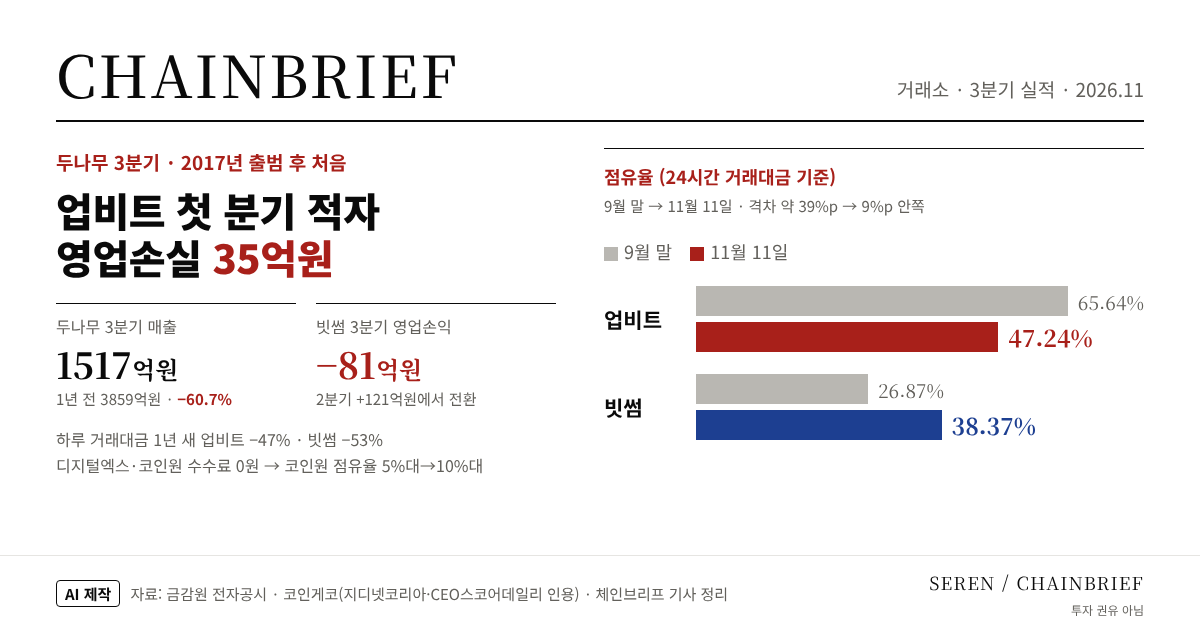 CHAINBRIEF
거래소 · 3분기 실적 · 2026.11
두나무 3분기 · 2017년 출범 후 처음
업비트 첫 분기 적자
영업손실 35억원
두나무 3분기 매출
1517억원
1년 전 3859억원 · −60.7%
빗썸 3분기 영업손익
−81억원
2분기 +121억원에서 전환
하루 거래대금 1년 새 업비트 −47% · 빗썸 −53%
디지털엑스·코인원 수수료 0원 → 코인원 점유율 5%대→10%대
점유율 (24시간 거래대금 기준)
9월 말 → 11월 11일 · 격차 약 39%p → 9%p 안쪽
9월 말 11월 11일
업비트
65.64%
47.24%
빗썸
26.87%
38.37%
AI 제작 자료: 금감원 전자공시 · 코인게코(지디넷코리아·CEO스코어데일리 인용) · 체인브리프 기사 정리
SEREN / CHAINBRIEF
투자 권유 아님